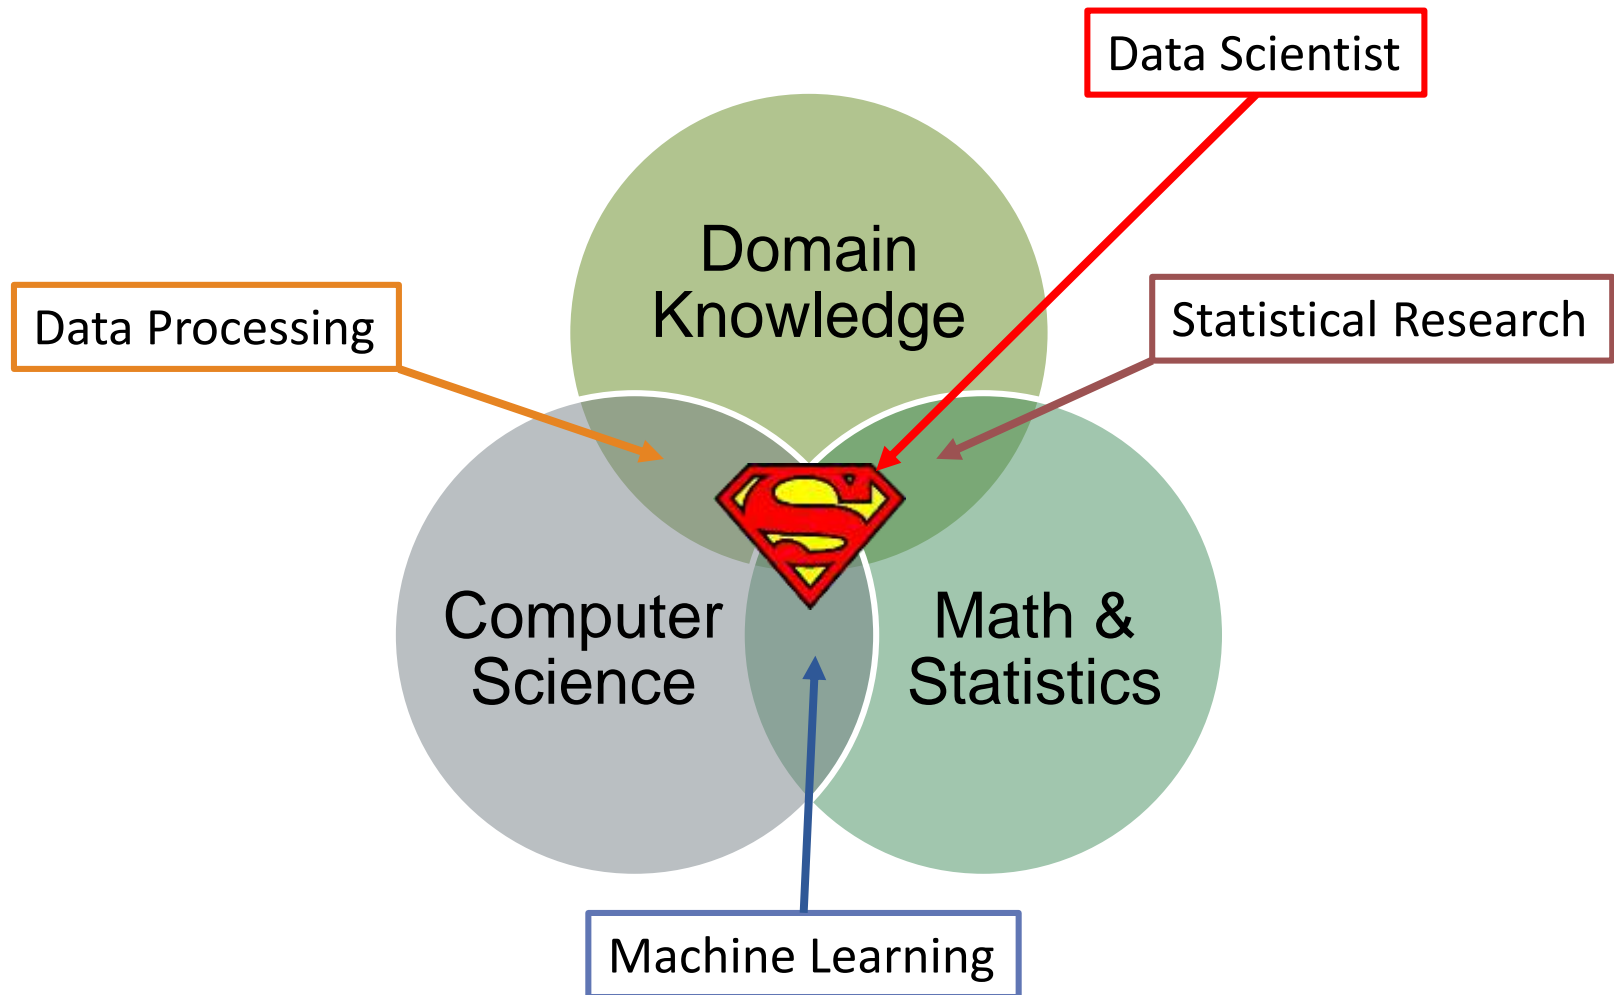 Data Scientist
Domain
Knowledge
Data Processing
Statistical Research
Computer
Science
Math &
Statistics
Machine Learning